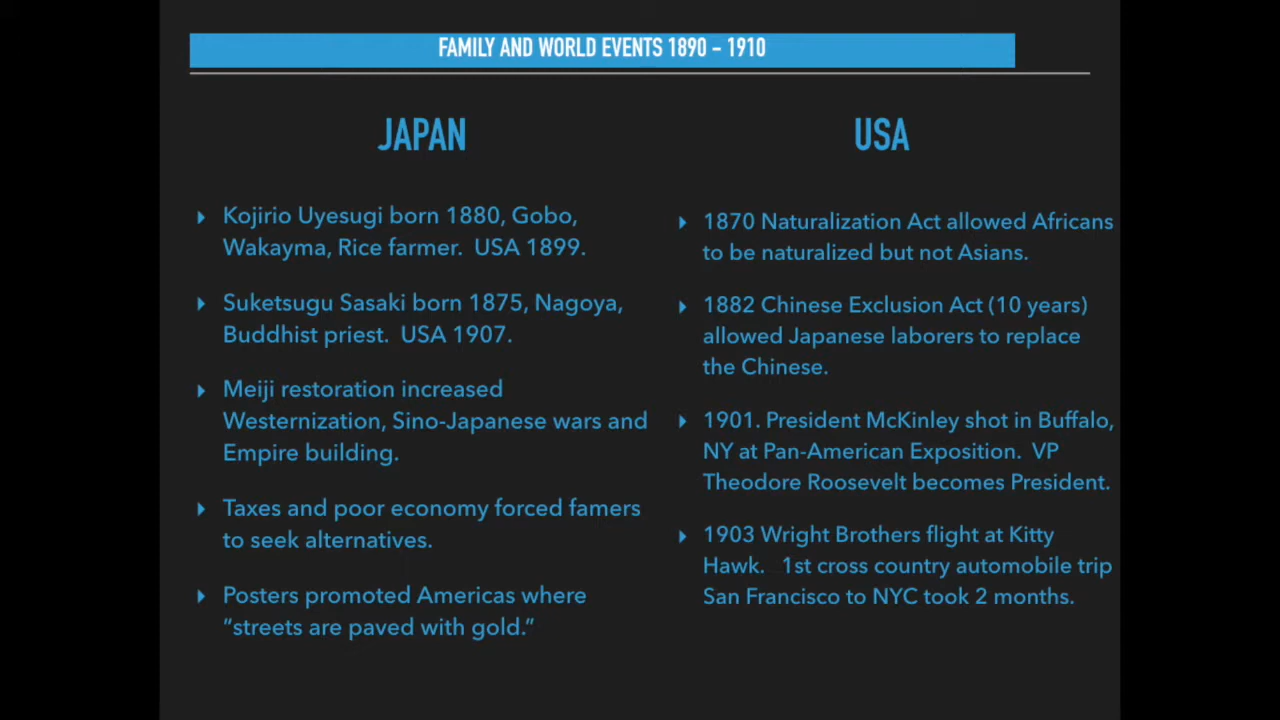 FAMILY AND WORLD EVENTS 1890 – 1910
JAPAN
Kojirio Uyesugi born 1880, Gobo,
Wakayma, Rice farmer. USA 1899.
Suketsugu Sasaki born 1875, Nagoya,
Buddhist priest. USA 1907.
Meiji restoration increased
Westernization, Sino-Japanese wars and
Empire building.
Taxes and poor economy forced famers
to seek alternatives.
Posters promoted Americas where
“streets are paved with gold.”
USA
1870 Naturalization Act allowed Africans
to be naturalized but not Asians.
1882 Chinese Exclusion Act (10 years)
allowed Japanese laborers to replace
the Chinese.
1901. President McKinley shot in Buffalo,
NY at Pan-American Exposition. VP
Theodore Roosevelt becomes President.
1903 Wright Brothers flight at Kitty
Hawk. 1st cross country automobile trip
San Francisco to NYC took 2 months.